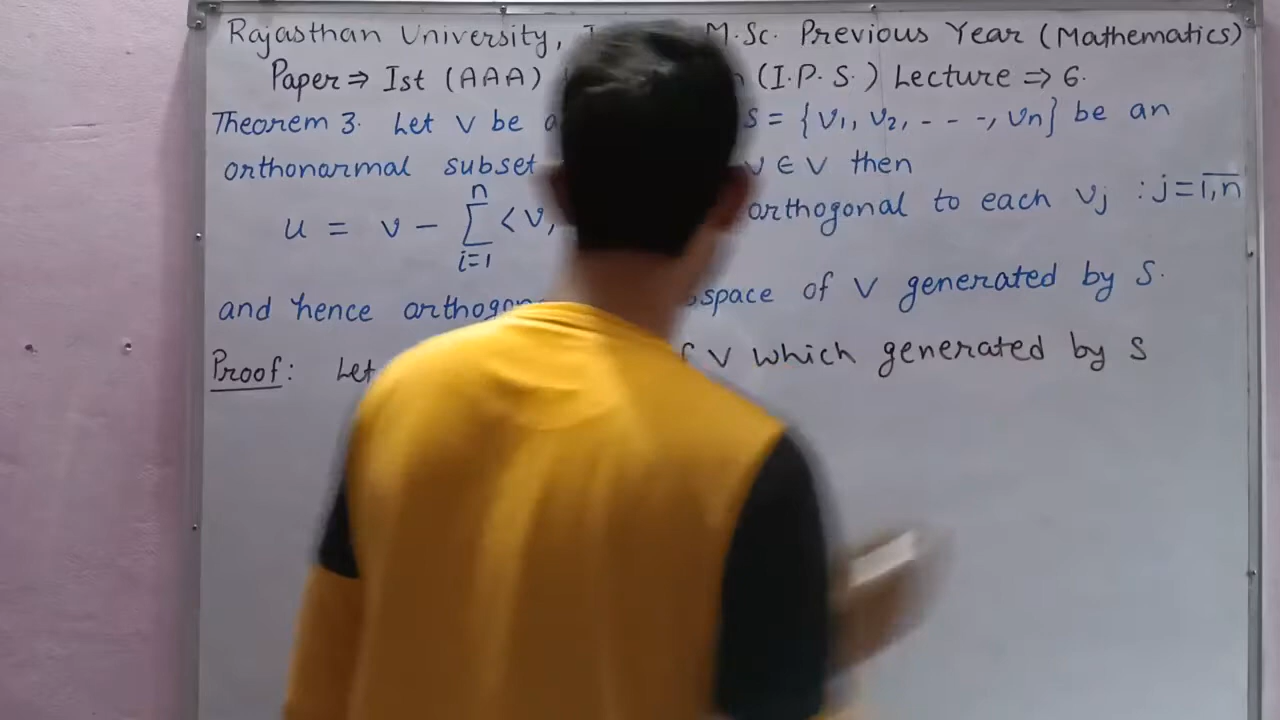 Rajasthan University, M.Sc. Previous Year (Mathematics)
Paper ⇒ Ist (AAA) (I.P.S.) Lecture ⇒ 6.
Theorem 3. Let V be S = {v1, v2, - - -, vn} be an
orthonormal subset v ∈ V then
u = v - n∑i=1 <v, orthogonal to each vj : j=1,n̅
and hence of V generated by S.
Proof: Let V which generated by S